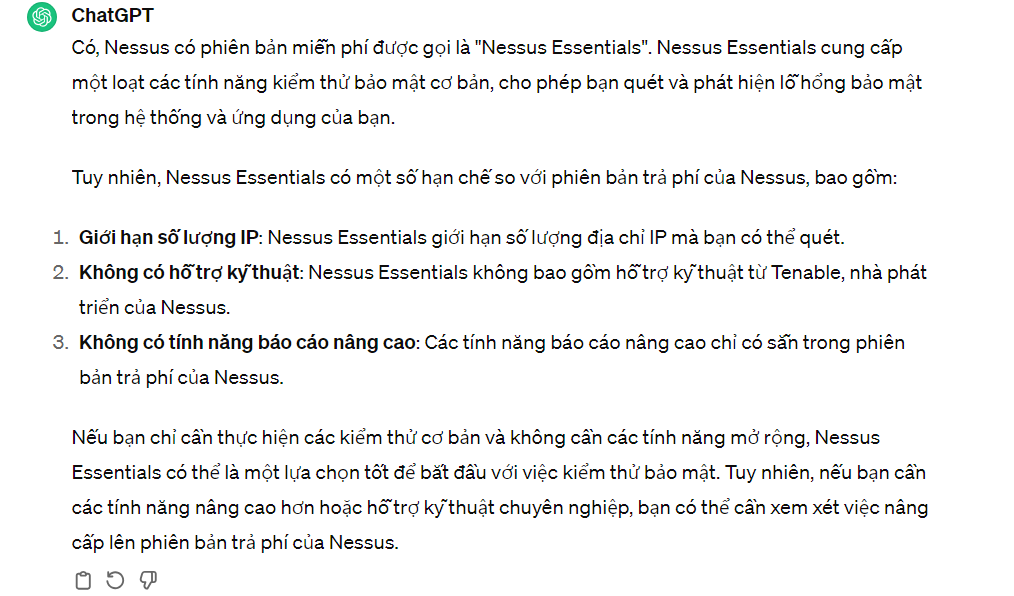 ChatGPT
Có, Nessus có phiên bản miễn phí được gọi là "Nessus Essentials". Nessus Essentials cung cấp
một loạt các tính năng kiểm thử bảo mật cơ bản, cho phép bạn quét và phát hiện lỗ hổng bảo mật
trong hệ thống và ứng dụng của bạn.
Tuy nhiên, Nessus Essentials có một số hạn chế so với phiên bản trả phí của Nessus, bao gồm:
1. Giới hạn số lượng IP: Nessus Essentials giới hạn số lượng địa chỉ IP mà bạn có thể quét.
2. Không có hỗ trợ kỹ thuật: Nessus Essentials không bao gồm hỗ trợ kỹ thuật từ Tenable, nhà phát
triển của Nessus.
3. Không có tính năng báo cáo nâng cao: Các tính năng báo cáo nâng cao chỉ có sẵn trong phiên
bản trả phí của Nessus.
Nếu bạn chỉ cần thực hiện các kiểm thử cơ bản và không cần các tính năng mở rộng, Nessus
Essentials có thể là một lựa chọn tốt để bắt đầu với việc kiểm thử bảo mật. Tuy nhiên, nếu bạn cần
các tính năng nâng cao hơn hoặc hỗ trợ kỹ thuật chuyên nghiệp, bạn có thể cần xem xét việc nâng
cấp lên phiên bản trả phí của Nessus.